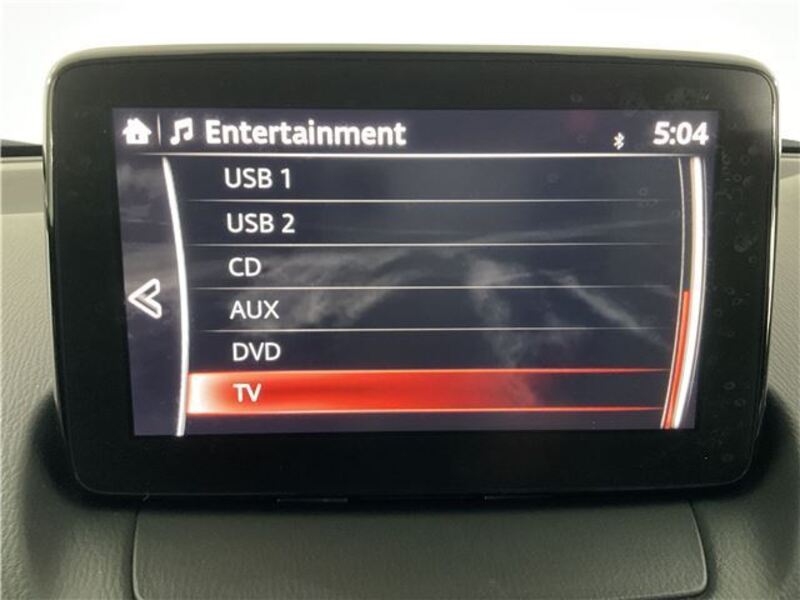 Entertainment 5:04
USB 1
USB 2
CD
AUX
DVD
TV